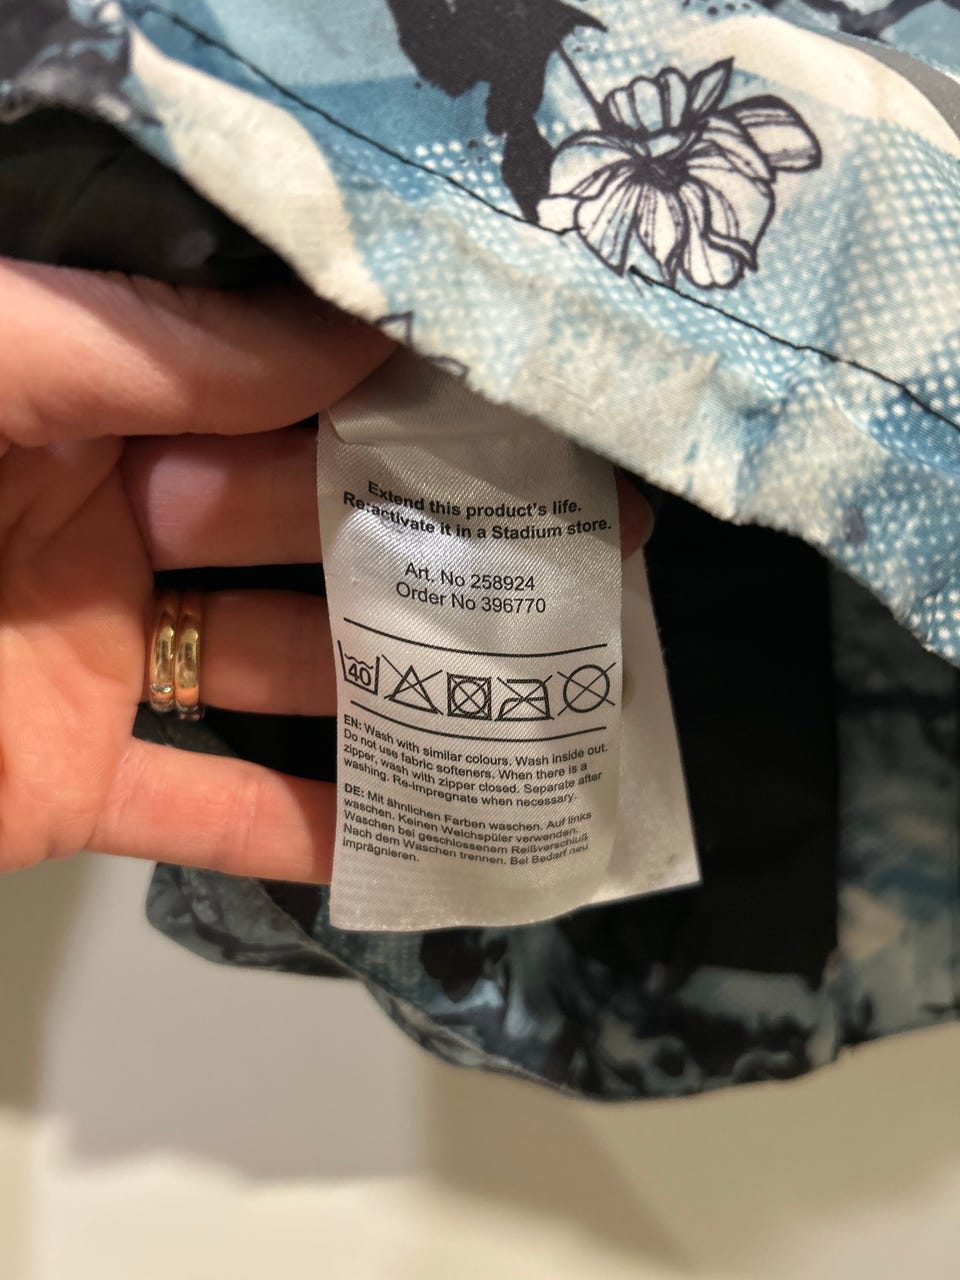 Extend this product's life.
Re:activate it in a Stadium store.
Art. No 258924
Order No 396770
40
EN: Wash with similar colours. Wash inside out.
Do not use fabric softeners. When there is a
zipper, wash with zipper closed. Separate after
washing. Re-impregnate when necessary.
DE: Mit ähnlichen Farben waschen. Auf links
waschen. Keinen Weichspüler verwenden.
Waschen bei geschlossenem Reißverschluß
Nach dem Waschen trennen. Bei Bedarf neu
imprägnieren.